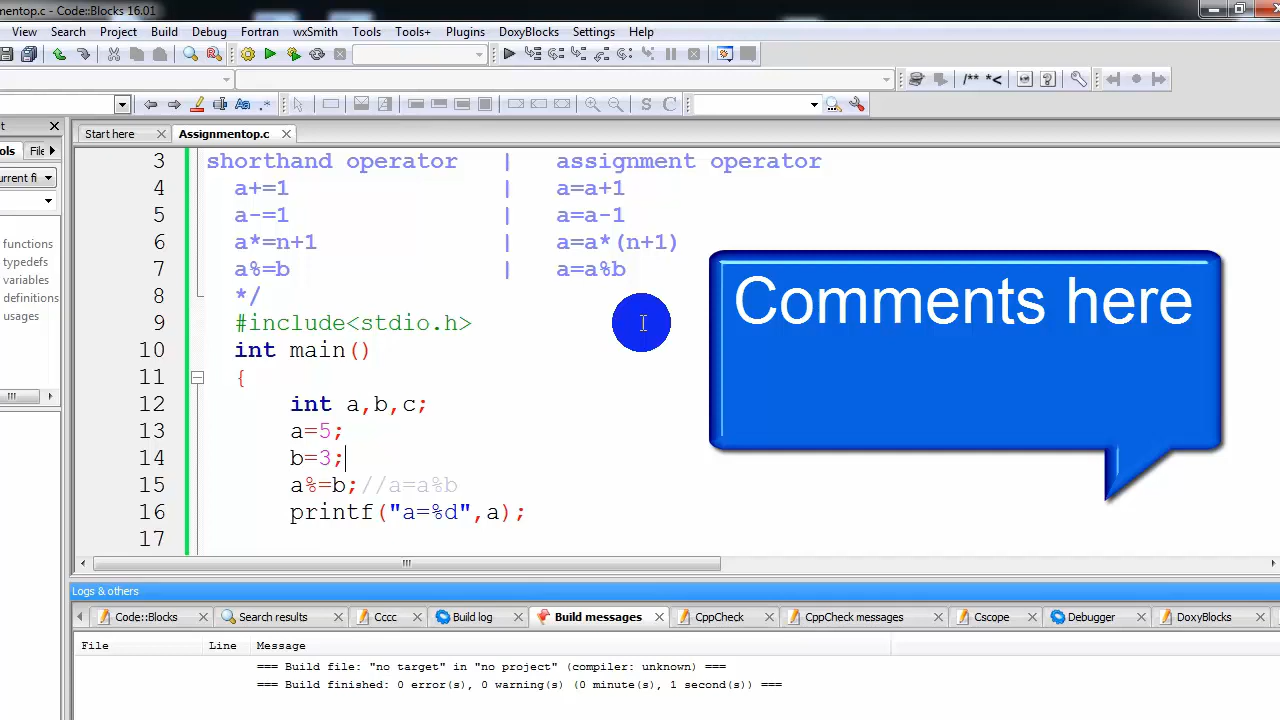 mentop.c - Code::Blocks 16.01
View Search Project Build Debug Fortran wxSmith Tools Tools+ Plugins DoxyBlocks Settings Help
/** *<
Aa .* S C
Start here Assignmentop.c
ols File
urrent fi
functions
typedefs
variables
definitions
usages
3 shorthand operator | assignment operator
4 a+=1 | a=a+1
5 a-=1 | a=a-1
6 a*=n+1 | a=a*(n+1)
7 a%=b | a=a%b
8 */
9 #include<stdio.h>
10 int main()
11 {
12 int a,b,c;
13 a=5;
14 b=3;
15 a%=b;//a=a%b
16 printf("a=%d",a);
17
Comments here
Logs & others
Code::Blocks Search results Cccc Build log Build messages CppCheck CppCheck messages Cscope Debugger DoxyBlocks
File Line Message
=== Build file: "no target" in "no project" (compiler: unknown) ===
=== Build finished: 0 error(s), 0 warning(s) (0 minute(s), 1 second(s)) ===